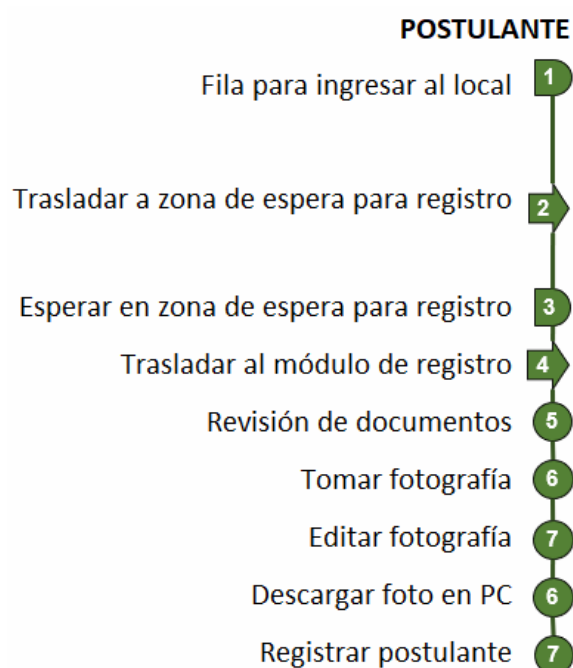 POSTULANTE
Fila para ingresar al local 1
Trasladar a zona de espera para registro 2
Esperar en zona de espera para registro 3
Trasladar al módulo de registro 4
Revisión de documentos 5
Tomar fotografía 6
Editar fotografía 7
Descargar foto en PC 6
Registrar postulante 7